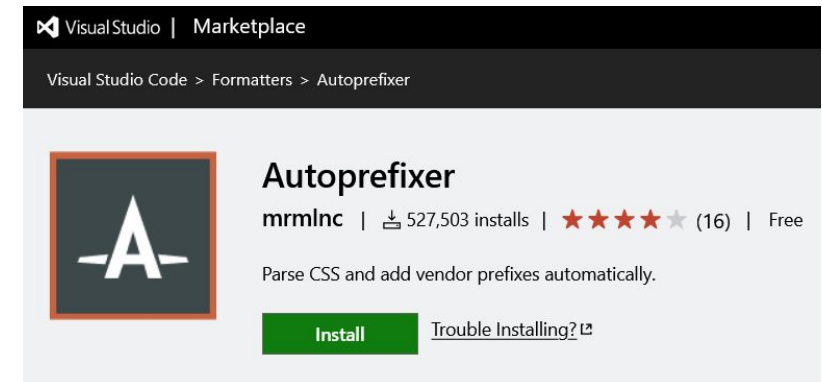 Visual Studio | Marketplace
Visual Studio Code > Formatters > Autoprefixer
A
Autoprefixer
mrmlnc | 527,503 installs | (16) | Free
Parse CSS and add vendor prefixes automatically.
Install Trouble Installing?